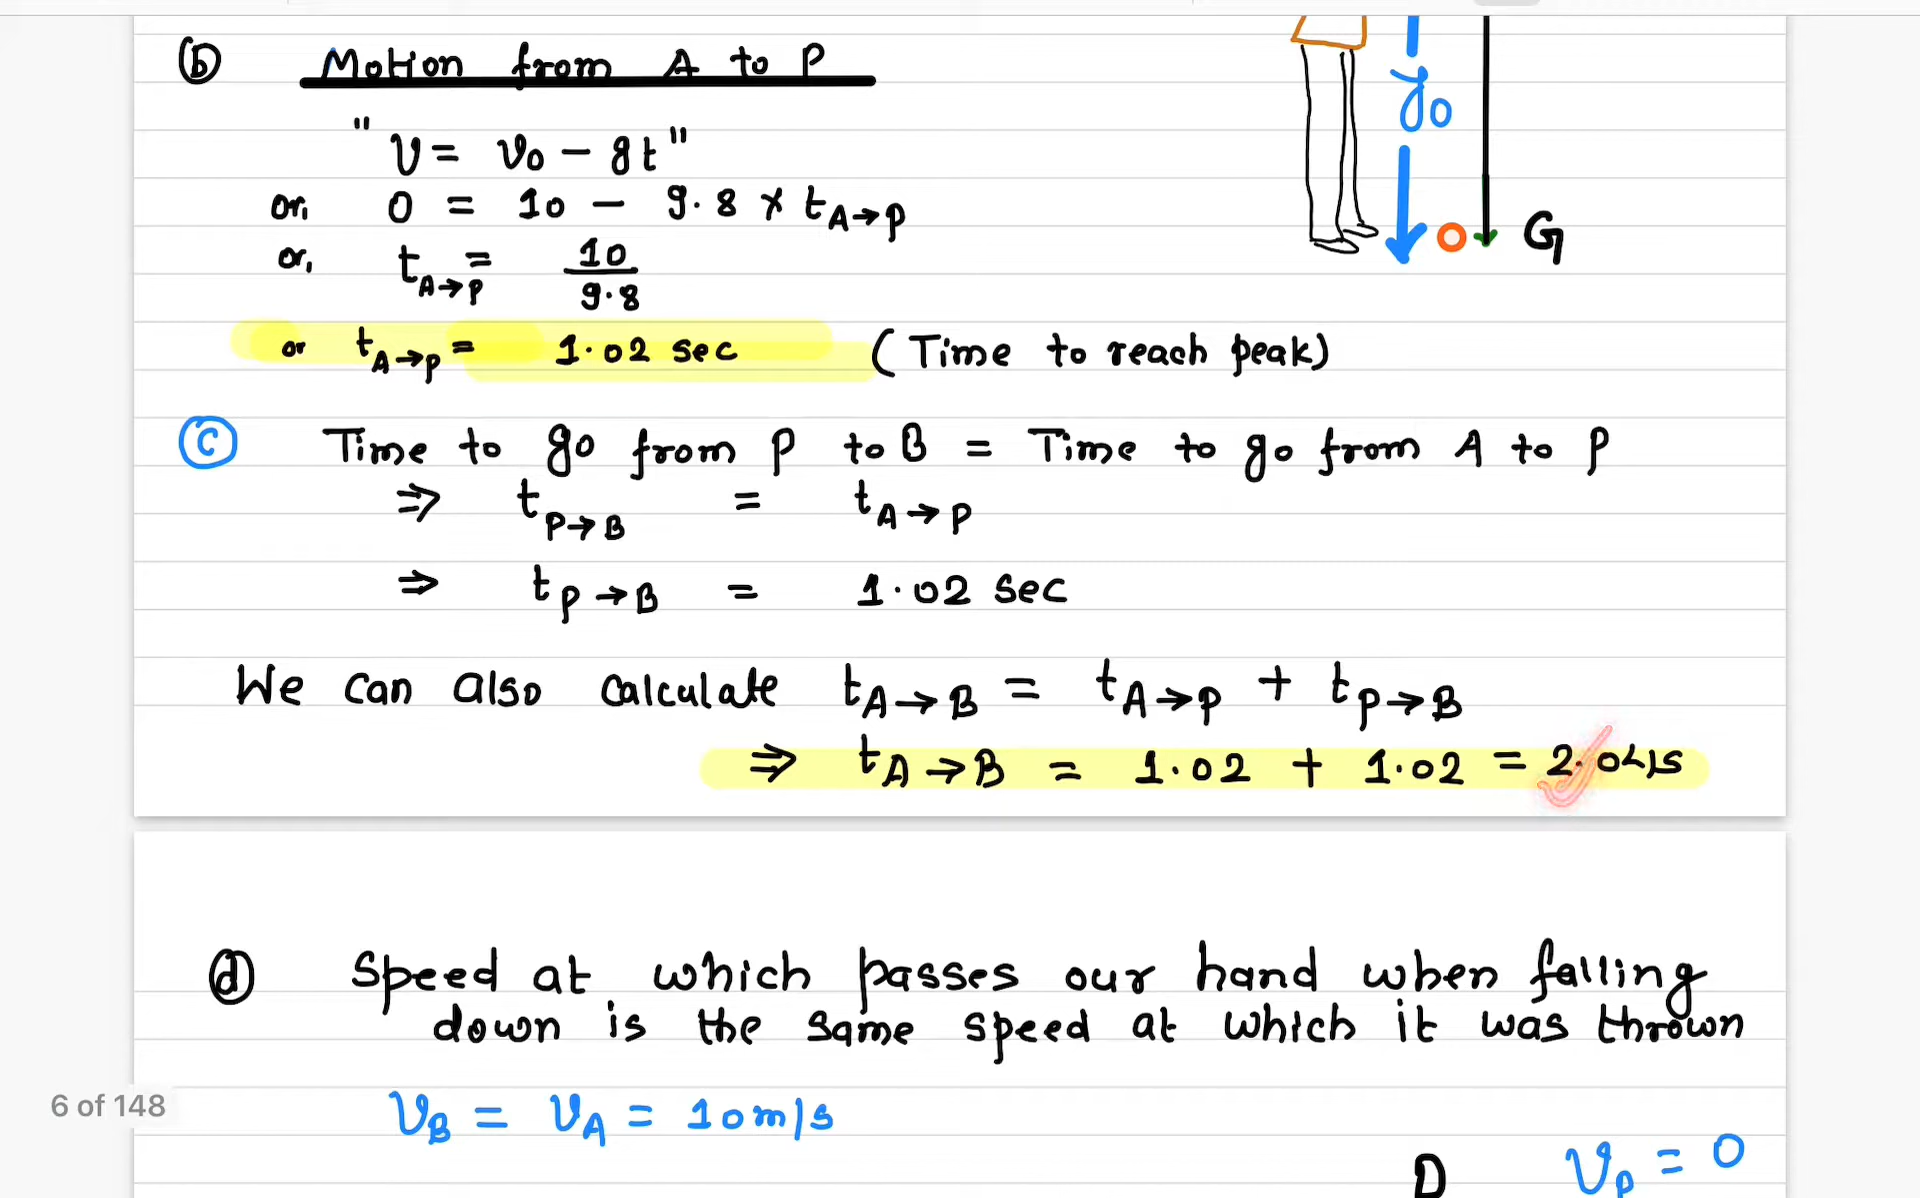 (b) Motion from A to P
"v = v0 – gt"
or, 0 = 10 – 9.8 × tA→P
or, tA→P = 10/9.8
or tA→P = 1.02 sec (Time to reach peak)
y0
G
(c) Time to go from P to B = Time to go from A to P
⇒ tP→B = tA→P
⇒ tP→B = 1.02 sec
We can also calculate tA→B = tA→P + tP→B
⇒ tA→B = 1.02 + 1.02 = 2.04s
(d) Speed at which passes our hand when falling
down is the same speed at which it was thrown
vB = vA = 10m/s
vP = 0
6 of 148